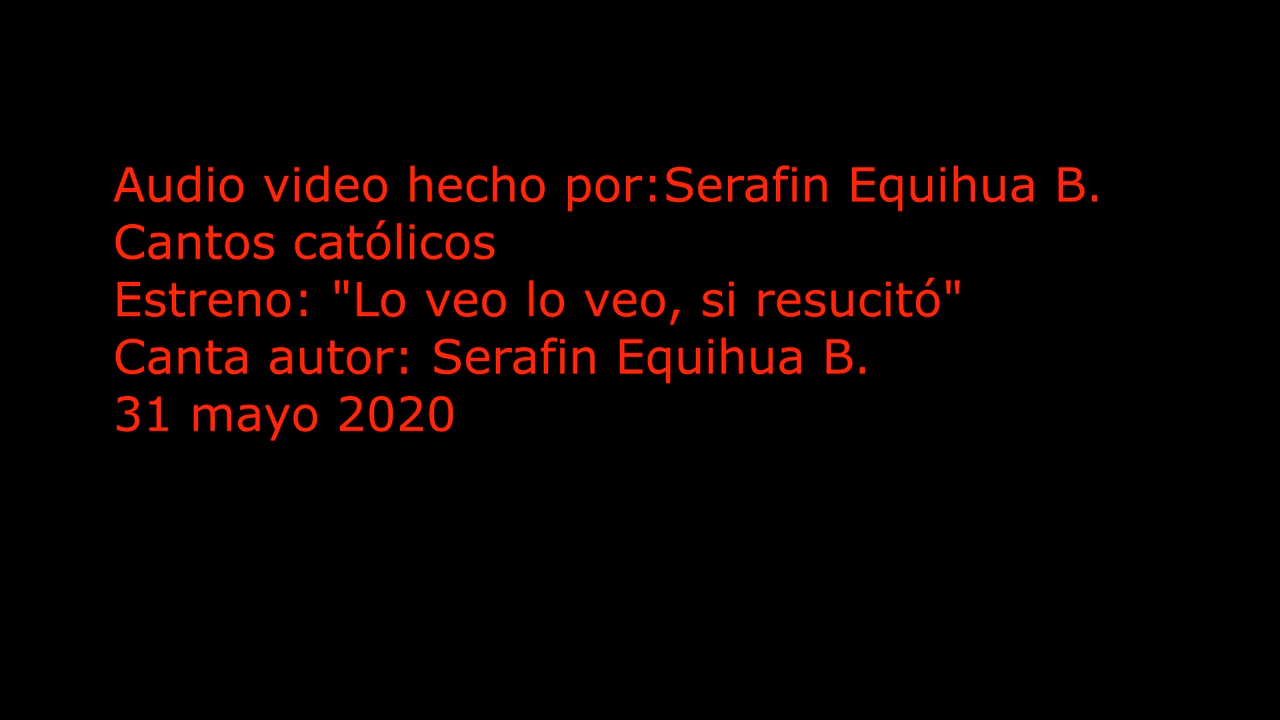 Audio video hecho por:Serafin Equihua B.
Cantos católicos
Estreno: "Lo veo lo veo, si resucitó"
Canta autor: Serafin Equihua B.
31 mayo 2020